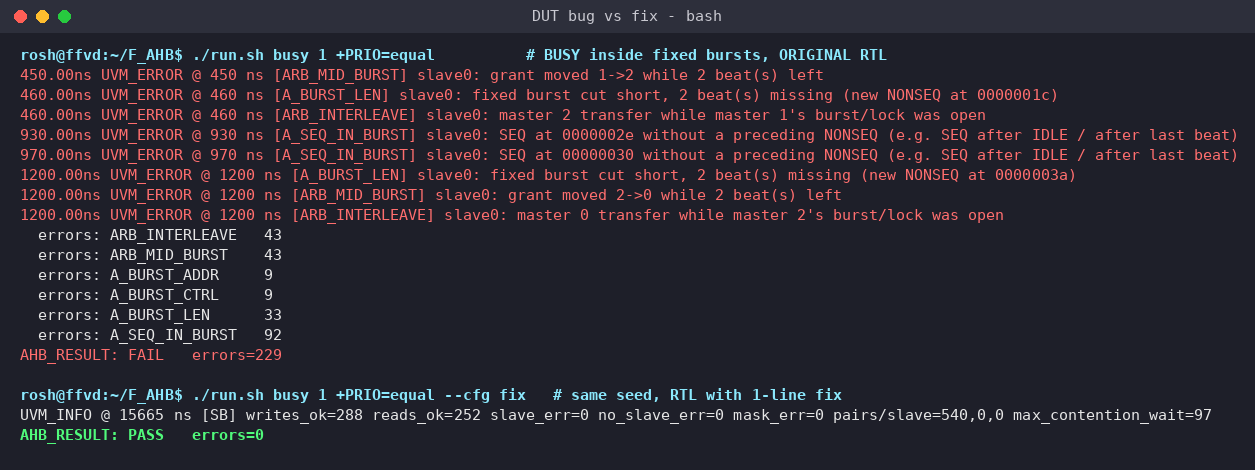 DUT bug vs fix - bash
rosh@ffvd:~/F_AHB$ ./run.sh busy 1 +PRIO=equal          # BUSY inside fixed bursts, ORIGINAL RTL
450.00ns UVM_ERROR @ 450 ns [ARB_MID_BURST] slave0: grant moved 1->2 while 2 beat(s) left
460.00ns UVM_ERROR @ 460 ns [A_BURST_LEN] slave0: fixed burst cut short, 2 beat(s) missing (new NONSEQ at 0000001c)
460.00ns UVM_ERROR @ 460 ns [ARB_INTERLEAVE] slave0: master 2 transfer while master 1's burst/lock was open
930.00ns UVM_ERROR @ 930 ns [A_SEQ_IN_BURST] slave0: SEQ at 0000002e without a preceding NONSEQ (e.g. SEQ after IDLE / after last beat)
970.00ns UVM_ERROR @ 970 ns [A_SEQ_IN_BURST] slave0: SEQ at 00000030 without a preceding NONSEQ (e.g. SEQ after IDLE / after last beat)
1200.00ns UVM_ERROR @ 1200 ns [A_BURST_LEN] slave0: fixed burst cut short, 2 beat(s) missing (new NONSEQ at 0000003a)
1200.00ns UVM_ERROR @ 1200 ns [ARB_MID_BURST] slave0: grant moved 2->0 while 2 beat(s) left
1200.00ns UVM_ERROR @ 1200 ns [ARB_INTERLEAVE] slave0: master 0 transfer while master 2's burst/lock was open
  errors: ARB_INTERLEAVE   43
  errors: ARB_MID_BURST    43
  errors: A_BURST_ADDR     9
  errors: A_BURST_CTRL     9
  errors: A_BURST_LEN      33
  errors: A_SEQ_IN_BURST   92
AHB_RESULT: FAIL   errors=229
rosh@ffvd:~/F_AHB$ ./run.sh busy 1 +PRIO=equal --cfg fix   # same seed, RTL with 1-line fix
UVM_INFO @ 15665 ns [SB] writes_ok=288 reads_ok=252 slave_err=0 no_slave_err=0 mask_err=0 pairs/slave=540,0,0 max_contention_wait=97
AHB_RESULT: PASS   errors=0